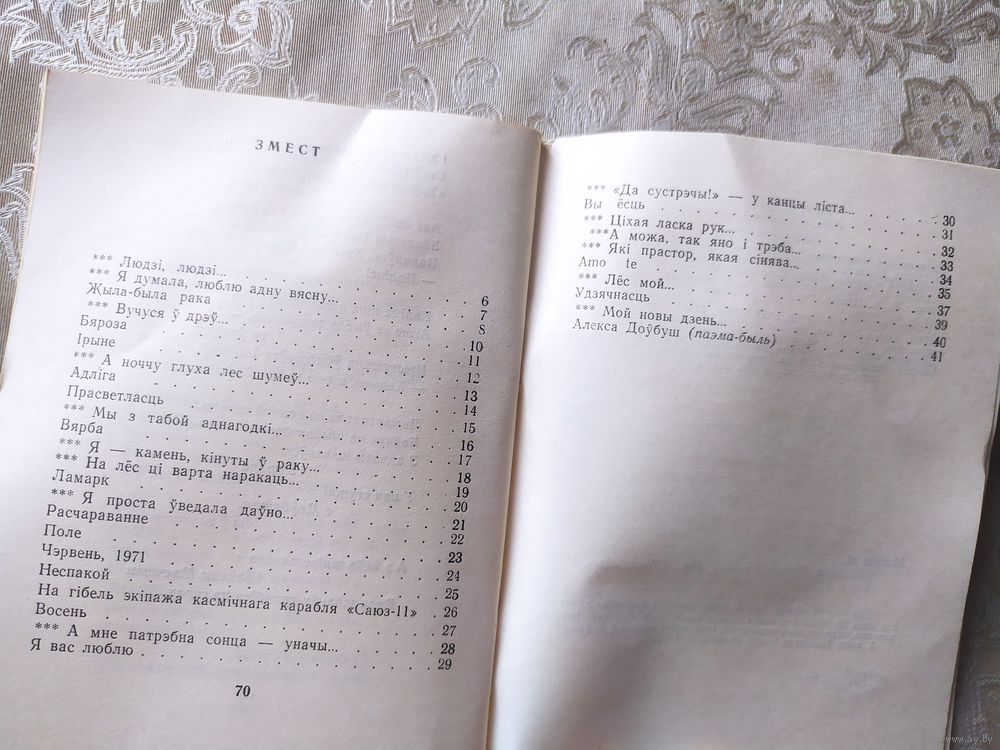 ЗМЕСТ
*** Людзі, людзі... 6
*** Я думала, люблю адну вясну... 7
Жыла-была рака 8
*** Вучуся ў дрэў... 10
Бяроза 11
Ірыне 12
*** А ноччу глуха лес шумеў... 13
Адліга 14
Прасветласць 15
*** Мы з табой аднагодкі... 16
Вярба 17
*** Я — камень, кінуты ў раку... 18
*** На лёс ці варта наракаць... 19
Ламарк 20
*** Я проста ўведала даўно... 21
Расчараванне 22
Поле 23
Чэрвень, 1971 24
Неспакой 25
На гібель экіпажа касмічнага карабля «Саюз-11» 26
Восень 27
*** А мне патрэбна сонца — уначы... 28
Я вас люблю 29
70
*** «Да сустрэчы!» — у канцы ліста... 30
Вы ёсць 31
*** Ціхая ласка рук... 32
***А можа, так яно і трэба... 33
*** Які прастор, якая сінява... 34
Amo te 35
*** Лёс мой... 37
Удзячнасць 39
*** Мой новы дзень... 40
Алекса Доўбуш (паэма-быль) 41
www.ay.by